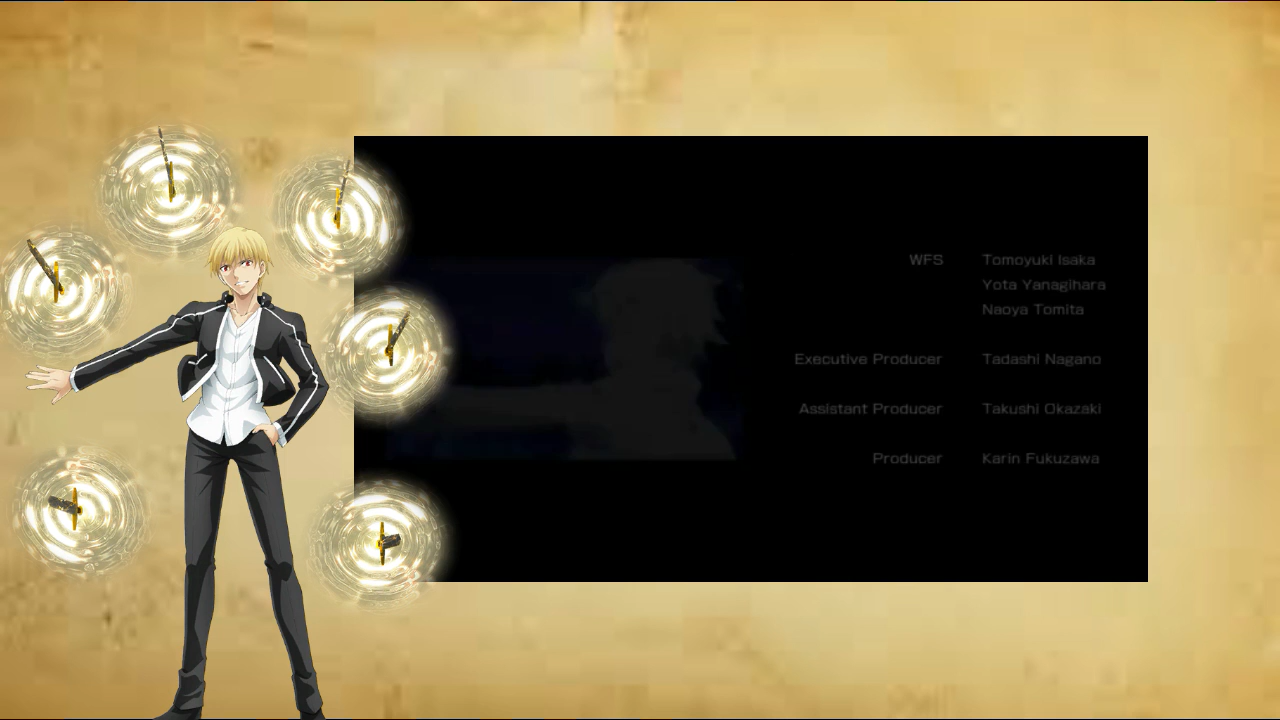 WFS Tomoyuki Isaka
Yota Yanagihara
Naoya Tomita
Executive Producer Tadashi Nagano
Assistant Producer Takushi Okazaki
Producer Karin Fukuzawa